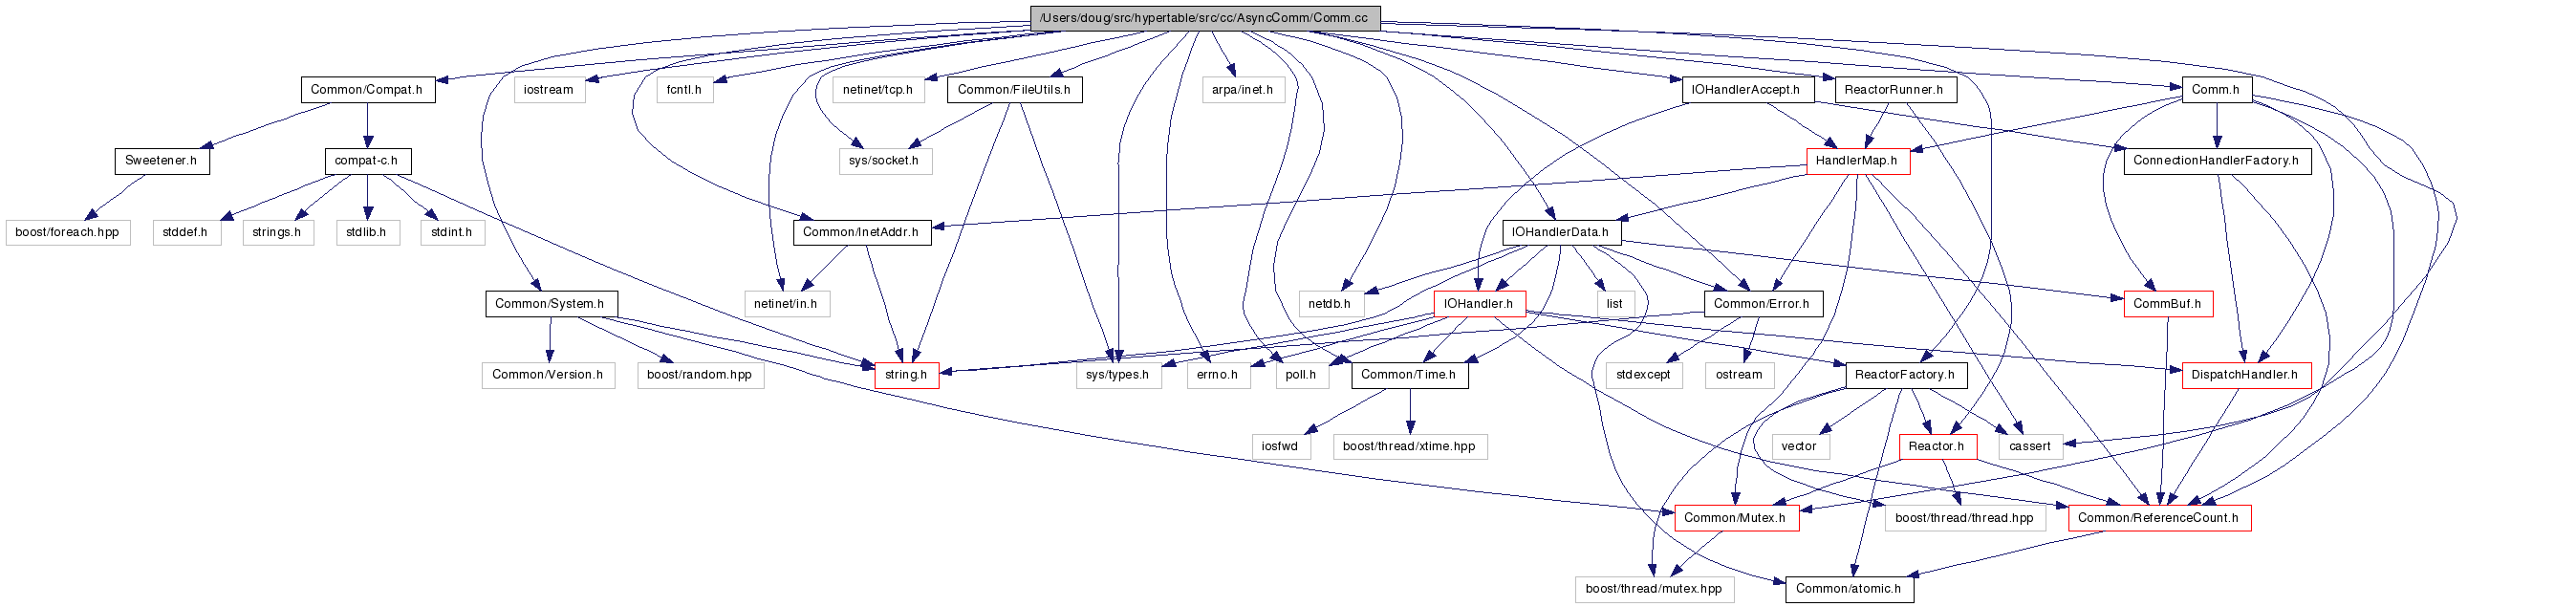 /Users/doug/src/hypertable/src/cc/AsyncComm/Comm.cc
Common/Compat.h
iostream
fcntl.h
netinet/tcp.h
Common/FileUtils.h
arpa/inet.h
IOHandlerAccept.h
ReactorRunner.h
Comm.h
Sweetener.h
compat-c.h
sys/socket.h
HandlerMap.h
ConnectionHandlerFactory.h
boost/foreach.hpp
stddef.h
strings.h
stdlib.h
stdint.h
Common/InetAddr.h
IOHandlerData.h
Common/System.h
netinet/in.h
netdb.h
IOHandler.h
list
Common/Error.h
CommBuf.h
Common/Version.h
boost/random.hpp
string.h
sys/types.h
errno.h
poll.h
Common/Time.h
stdexcept
ostream
ReactorFactory.h
DispatchHandler.h
iosfwd
boost/thread/xtime.hpp
vector
Reactor.h
cassert
Common/Mutex.h
boost/thread/thread.hpp
Common/ReferenceCount.h
boost/thread/mutex.hpp
Common/atomic.h